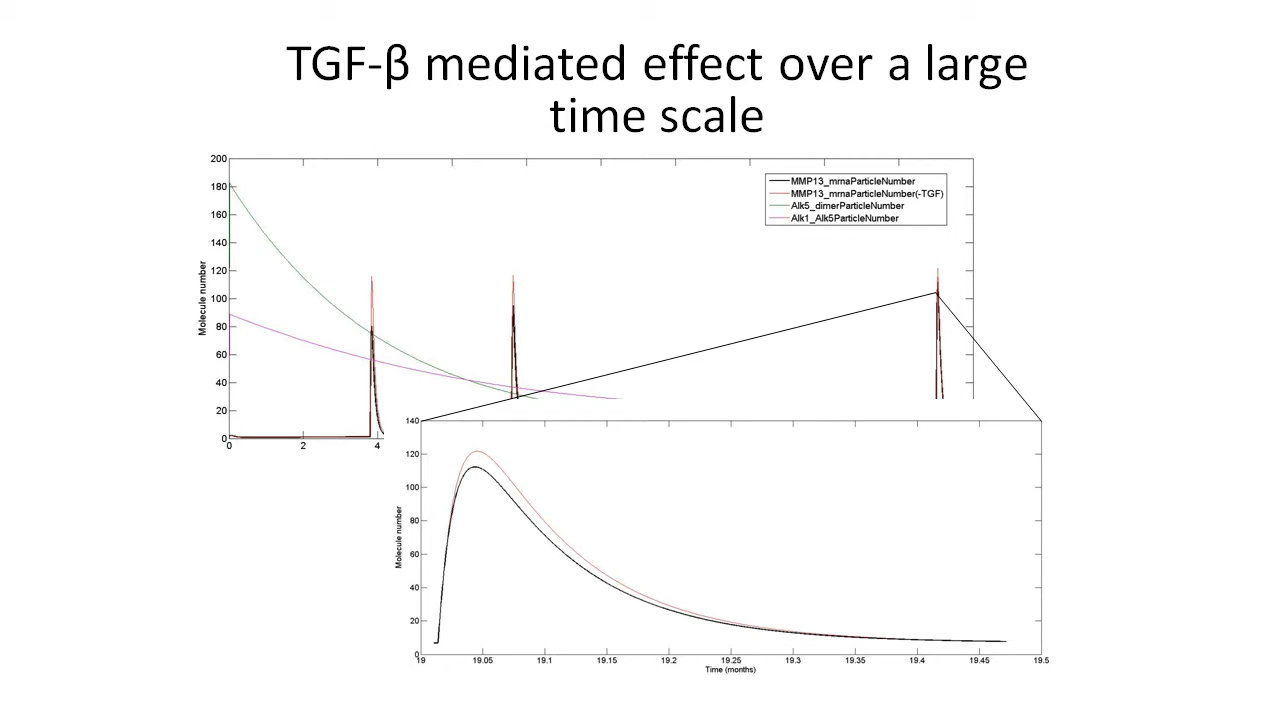 TGF-β mediated effect over a large
time scale
200
180
160
140
120
100
80
60
40
20
0
Molecule number
0 2 4
MMP13_mrnaParticleNumber
MMP13_mrnaParticleNumber(-TGF)
Alk5_dimerParticleNumber
Alk1_Alk5ParticleNumber
140
120
100
80
60
40
20
0
Molecule number
19 19.05 19.1 19.15 19.2 19.25 19.3 19.35 19.4 19.45 19.5
Time (months)